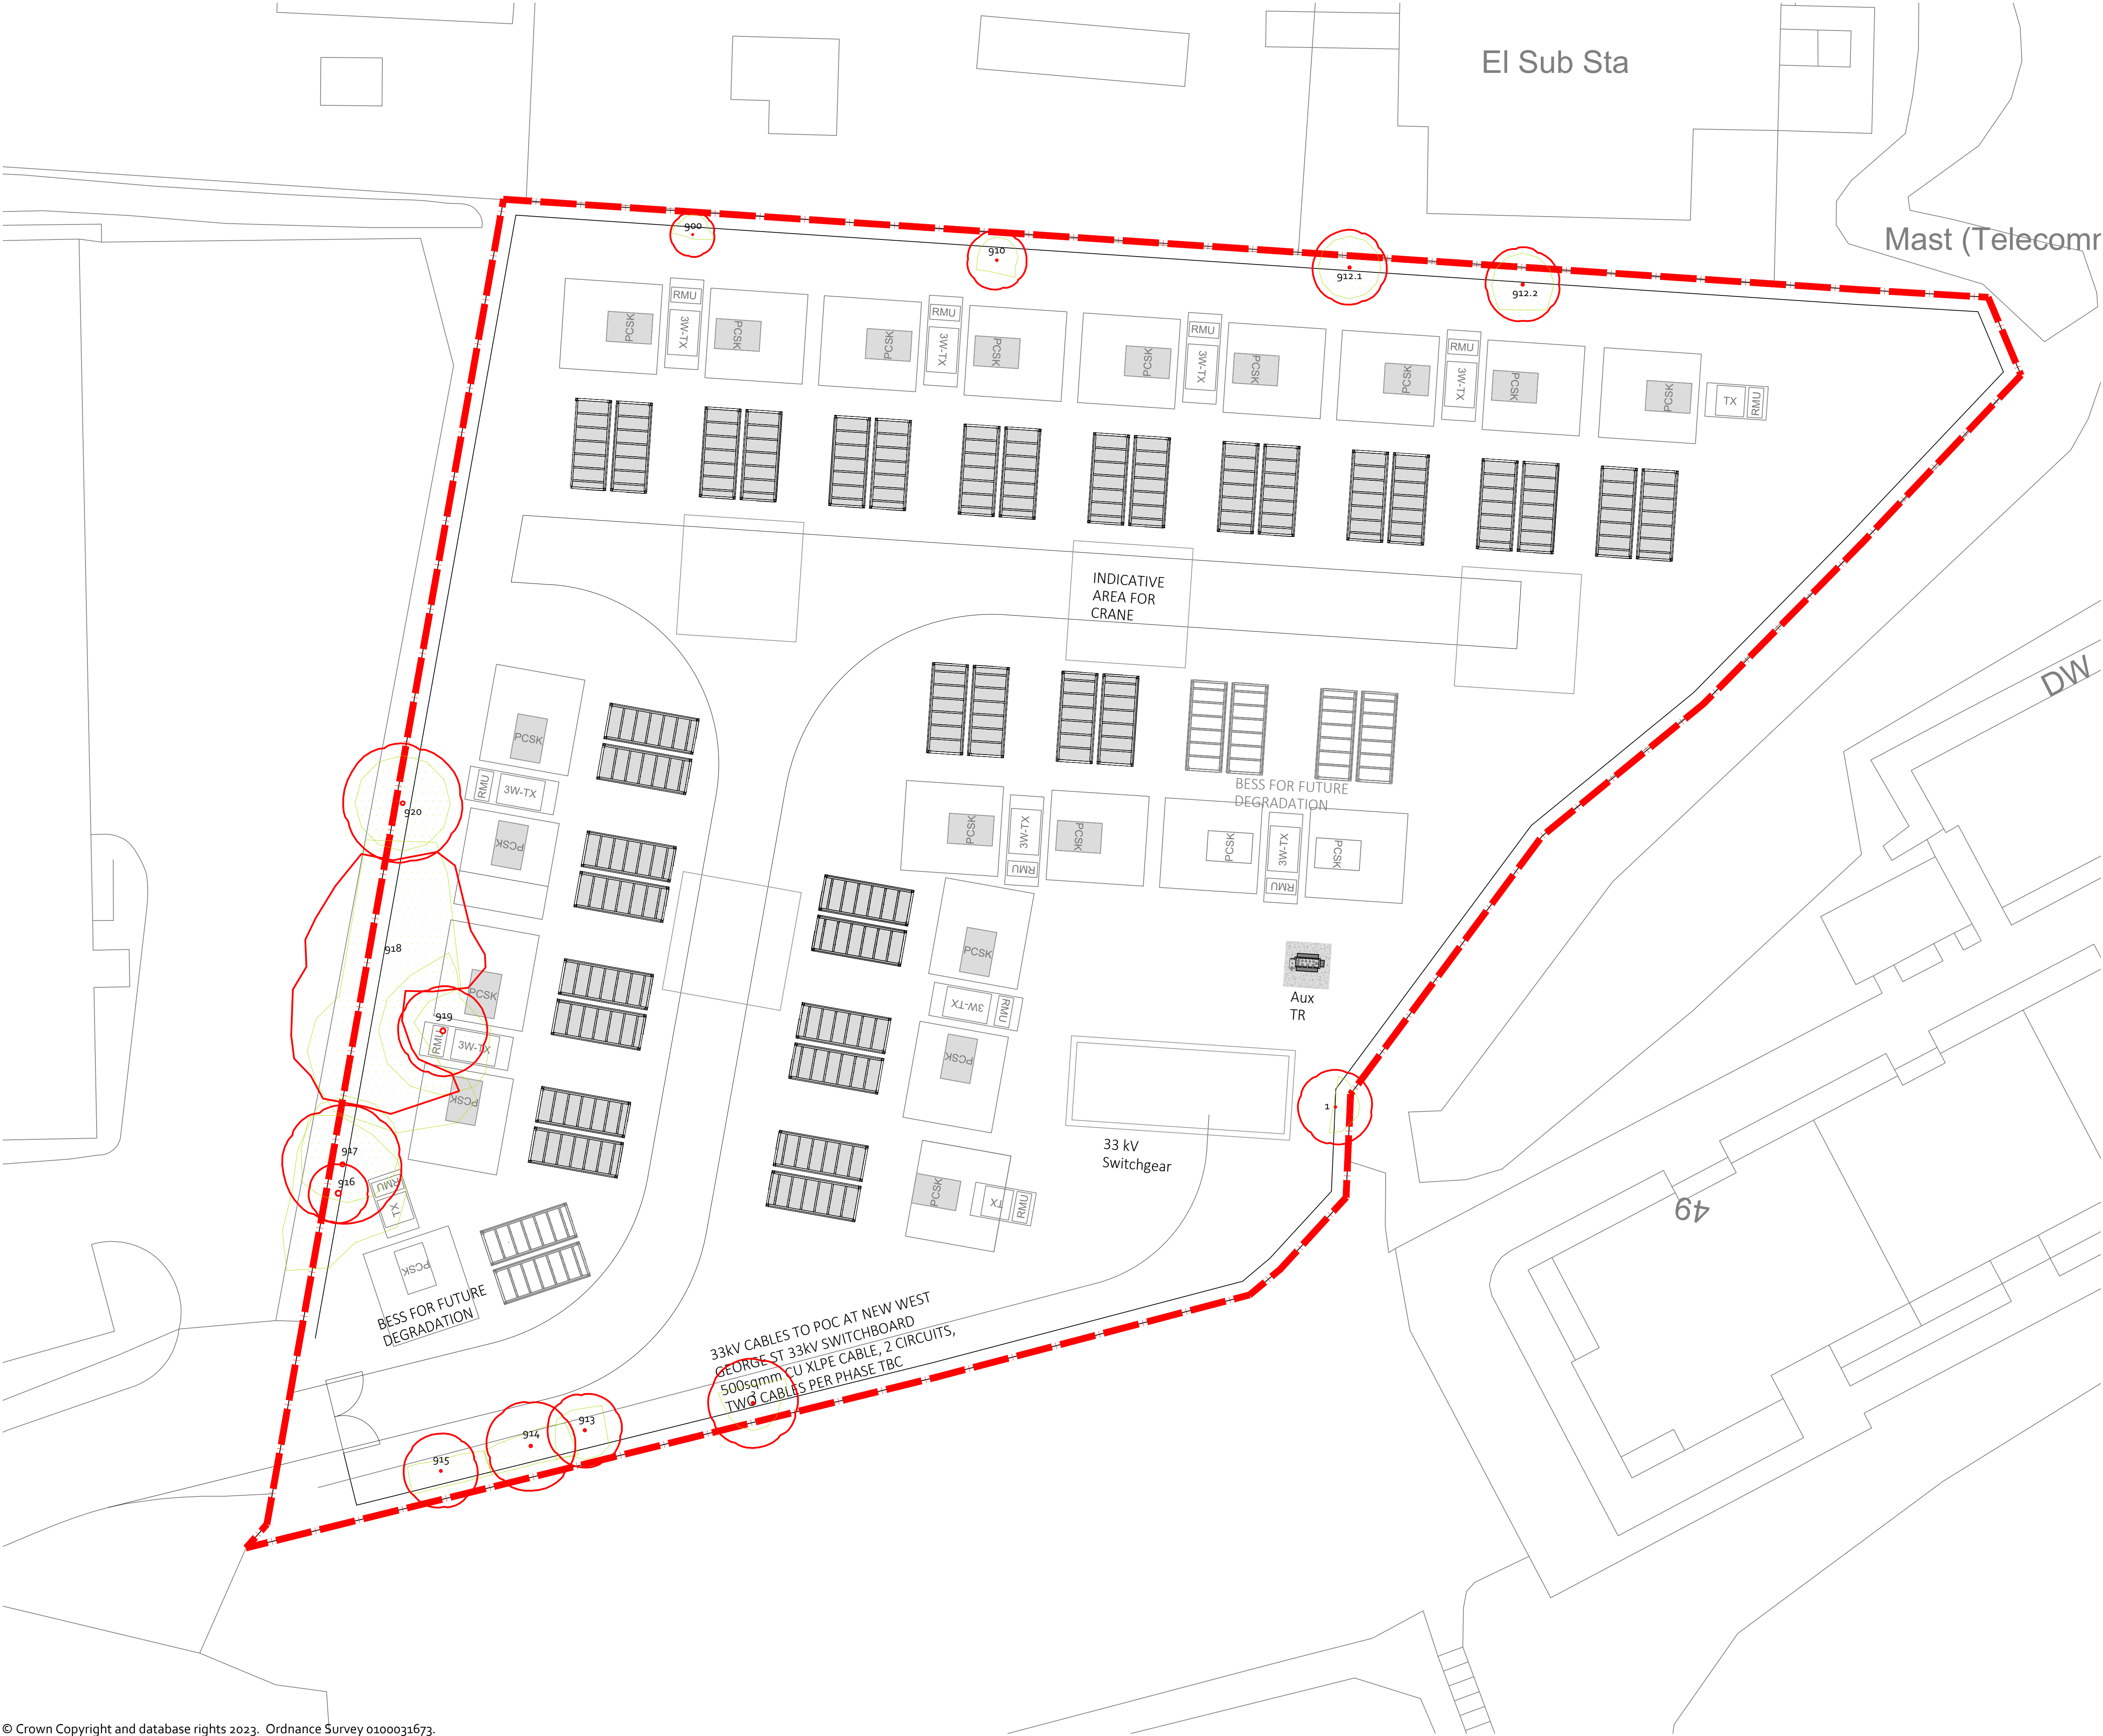 El Sub Sta
Mast (Telecomm
900
910
912.1
912.2
RMU
RMU
RMU
RMU
PCSK
3W-TX
PCSK
PCSK
3W-TX
PCSK
PCSK
3W-TX
PCSK
PCSK
3W-TX
PCSK
PCSK
TX
RMU
INDICATIVE
AREA FOR
CRANE
DW
PCSK
RMU
3W-TX
920
PCSK
BESS FOR FUTURE
DEGRADATION
PCSK
3W-TX
PCSK
PCSK
3W-TX
PCSK
RMU
RMU
918
PCSK
PCSK
919
RMU
3W-TX
3W-TX
RMU
Aux
TR
PCSK
PCSK
1
33 kV
Switchgear
917
916
RMU
TX
PCSK
TX
RMU
49
PCSK
BESS FOR FUTURE
DEGRADATION
33kV CABLES TO POC AT NEW WEST
GEORGE ST 33kV SWITCHBOARD
500sqmm CU XLPE CABLE, 2 CIRCUITS,
TWO CABLES PER PHASE TBC
913
914
915
© Crown Copyright and database rights 2023. Ordnance Survey 0100031673.